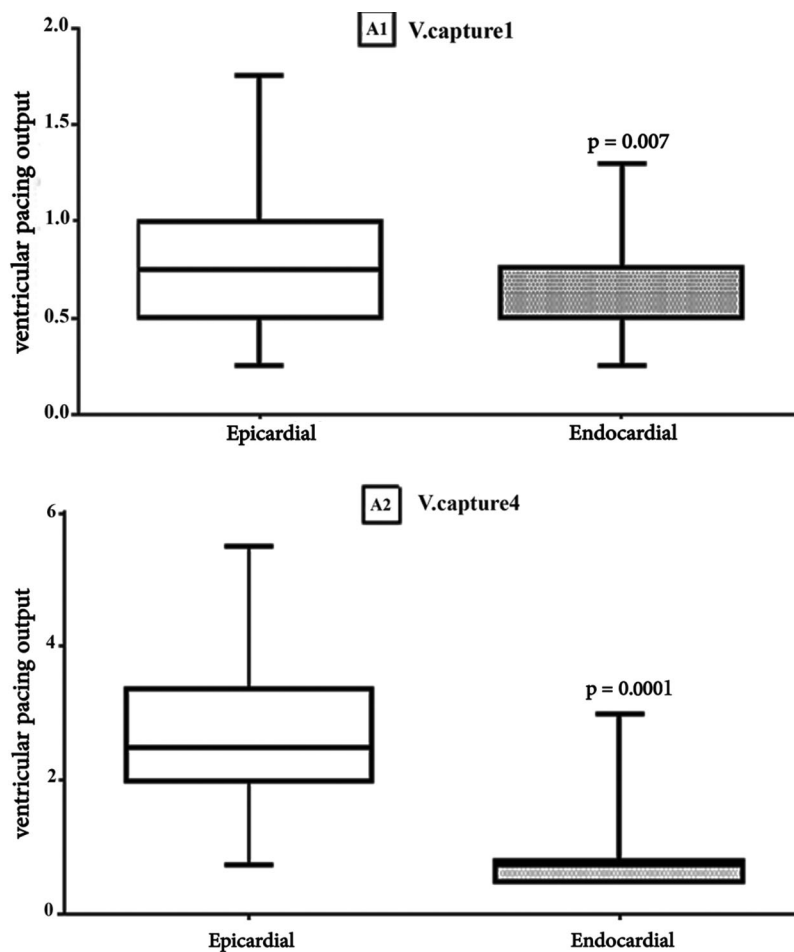 A1 V.capture1
2.0
1.5
1.0
0.5
0.0
ventricular pacing output
p = 0.007
Epicardial Endocardial
A2 V.capture4
6
4
2
0
ventricular pacing output
p = 0.0001
Epicardial Endocardial